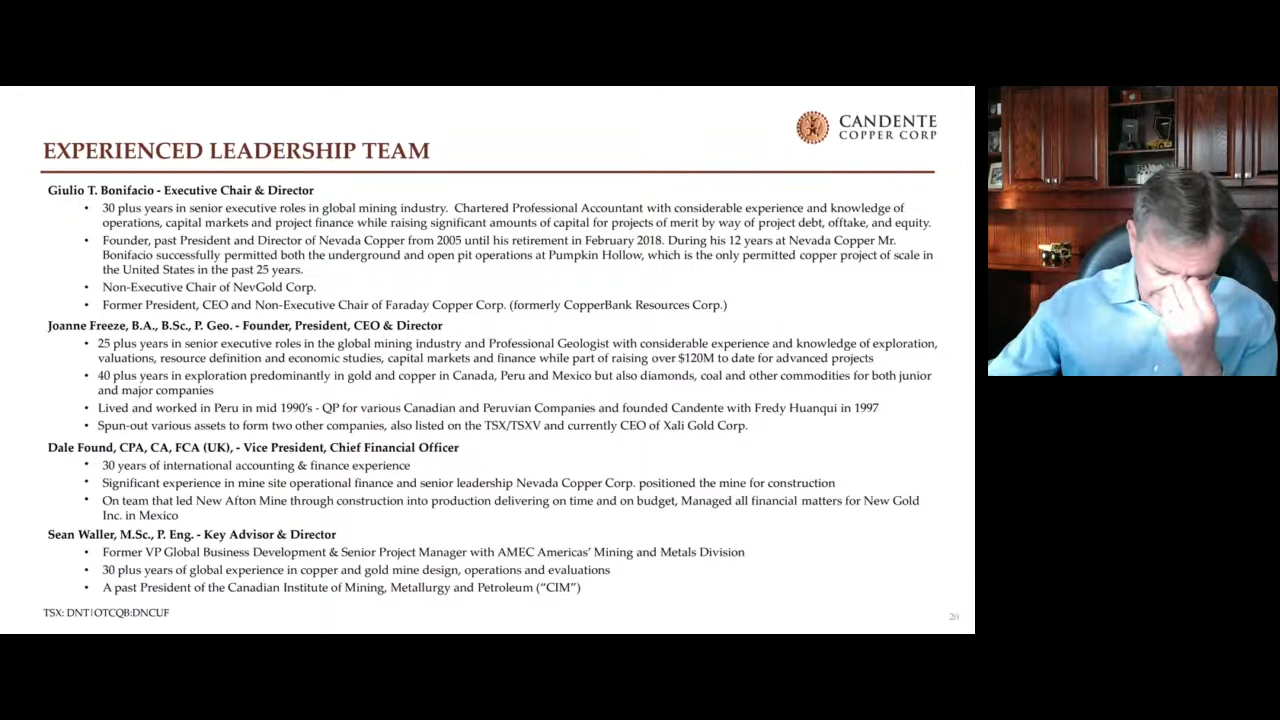 CANDENTE
COPPER CORP
EXPERIENCED LEADERSHIP TEAM
Giulio T. Bonifacio - Executive Chair & Director
• 30 plus years in senior executive roles in global mining industry. Chartered Professional Accountant with considerable experience and knowledge of
operations, capital markets and project finance while raising significant amounts of capital for projects of merit by way of project debt, offtake, and equity.
• Founder, past President and Director of Nevada Copper from 2005 until his retirement in February 2018. During his 12 years at Nevada Copper Mr.
Bonifacio successfully permitted both the underground and open pit operations at Pumpkin Hollow, which is the only permitted copper project of scale in
the United States in the past 25 years.
• Non-Executive Chair of NevGold Corp.
• Former President, CEO and Non-Executive Chair of Faraday Copper Corp. (formerly CopperBank Resources Corp.)
Joanne Freeze, B.A., B.Sc., P. Geo. - Founder, President, CEO & Director
• 25 plus years in senior executive roles in the global mining industry and Professional Geologist with considerable experience and knowledge of exploration,
valuations, resource definition and economic studies, capital markets and finance while part of raising over $120M to date for advanced projects
• 40 plus years in exploration predominantly in gold and copper in Canada, Peru and Mexico but also diamonds, coal and other commodities for both junior
and major companies
• Lived and worked in Peru in mid 1990's - QP for various Canadian and Peruvian Companies and founded Candente with Fredy Huanqui in 1997
• Spun-out various assets to form two other companies, also listed on the TSX/TSXV and currently CEO of Xali Gold Corp.
Dale Found, CPA, CA, FCA (UK), - Vice President, Chief Financial Officer
• 30 years of international accounting & finance experience
• Significant experience in mine site operational finance and senior leadership Nevada Copper Corp. positioned the mine for construction
• On team that led New Afton Mine through construction into production delivering on time and on budget, Managed all financial matters for New Gold
Inc. in Mexico
Sean Waller, M.Sc., P. Eng. - Key Advisor & Director
• Former VP Global Business Development & Senior Project Manager with AMEC Americas' Mining and Metals Division
• 30 plus years of global experience in copper and gold mine design, operations and evaluations
• A past President of the Canadian Institute of Mining, Metallurgy and Petroleum ("CIM")
TSX: DNT|OTCQB:DNCUF
20